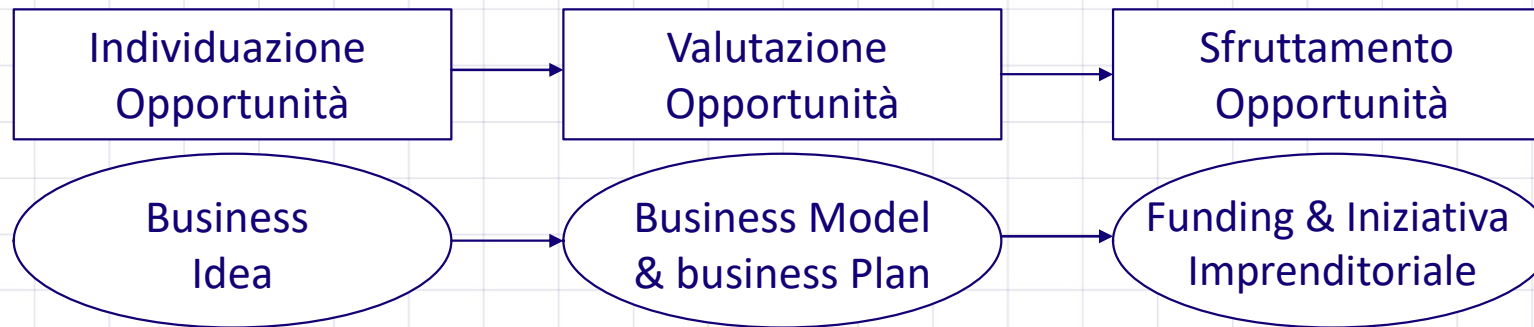 Individuazione
Opportunità
Valutazione
Opportunità
Sfruttamento
Opportunità
Business
Idea
Business Model
& business Plan
Funding & Iniziativa
Imprenditoriale